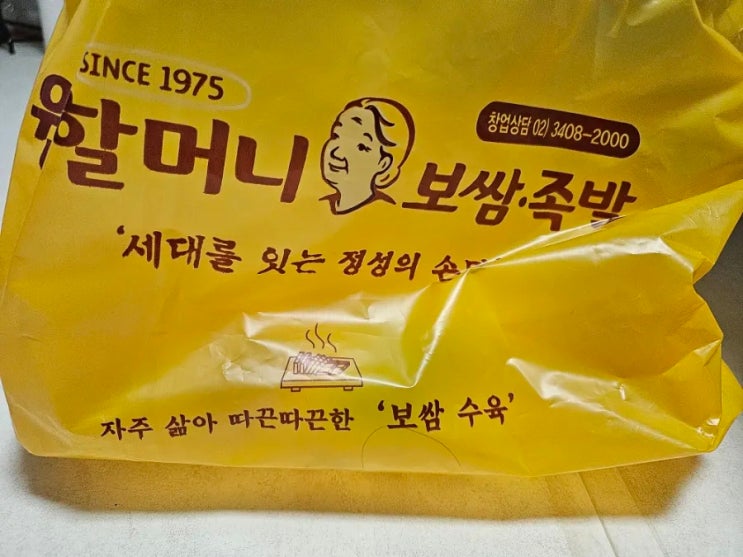 SINCE 1975
창업상담 02) 3408-2000
할머니 보쌈·족발
'세대를 잇는 정성의
자주 삶아 따끈따끈한 '보쌈 수육'